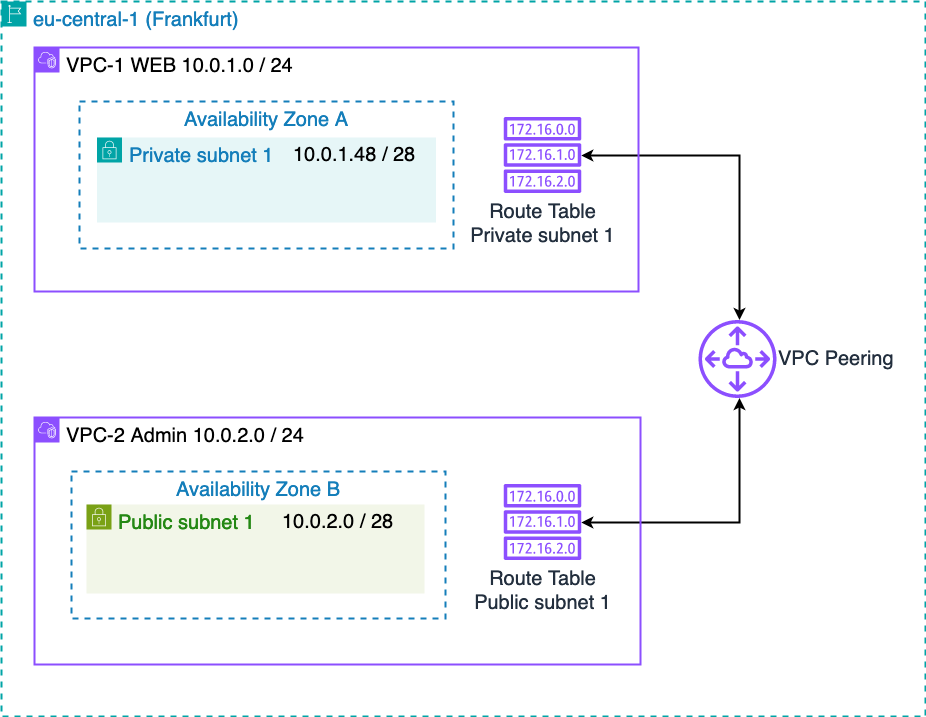 eu-central-1 (Frankfurt)
VPC-1 WEB 10.0.1.0 / 24
Availability Zone A
Private subnet 1 10.0.1.48 / 28
172.16.0.0
172.16.1.0
172.16.2.0
Route Table
Private subnet 1
VPC Peering
VPC-2 Admin 10.0.2.0 / 24
Availability Zone B
Public subnet 1 10.0.2.0 / 28
172.16.0.0
172.16.1.0
172.16.2.0
Route Table
Public subnet 1